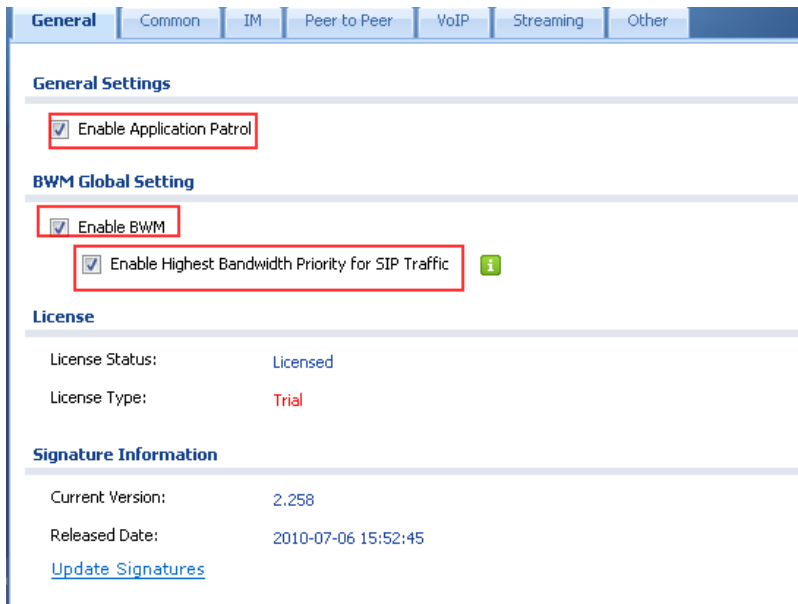 General Common IM Peer to Peer VoIP Streaming Other
General Settings
Enable Application Patrol
BWM Global Setting
Enable BWM
Enable Highest Bandwidth Priority for SIP Traffic
License
License Status: Licensed
License Type: Trial
Signature Information
Current Version: 2.258
Released Date: 2010-07-06 15:52:45
Update Signatures